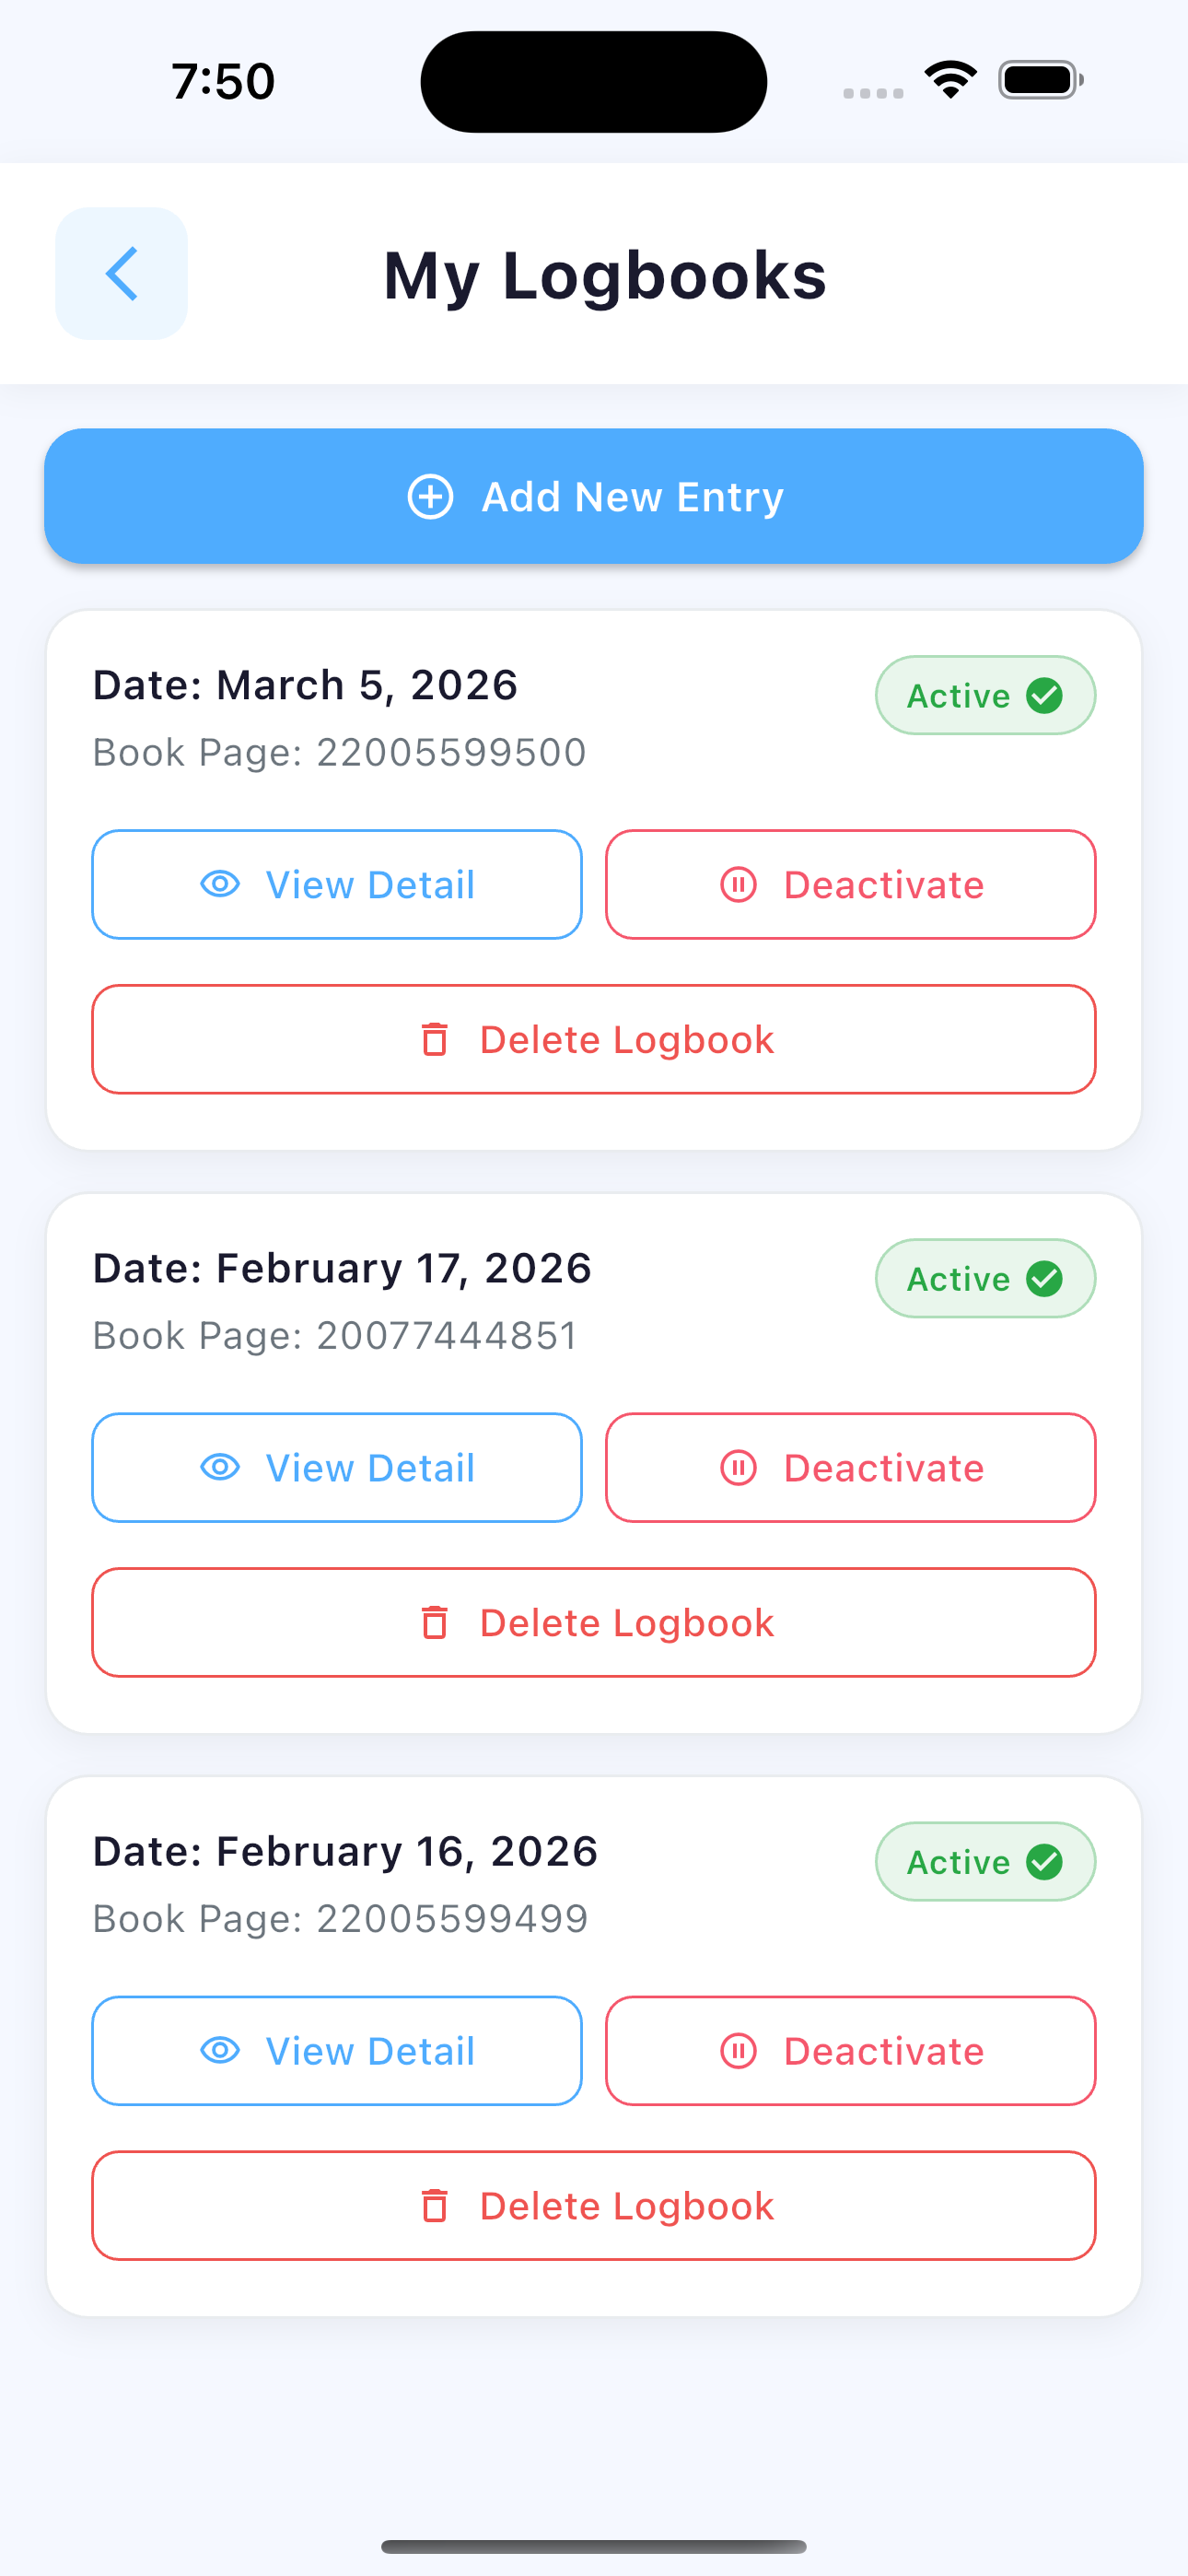 7:50
My Logbooks
Add New Entry
Date: March 5, 2026
Active
Book Page: 22005599500
View Detail
Deactivate
Delete Logbook
Date: February 17, 2026
Active
Book Page: 20077444851
View Detail
Deactivate
Delete Logbook
Date: February 16, 2026
Active
Book Page: 22005599499
View Detail
Deactivate
Delete Logbook